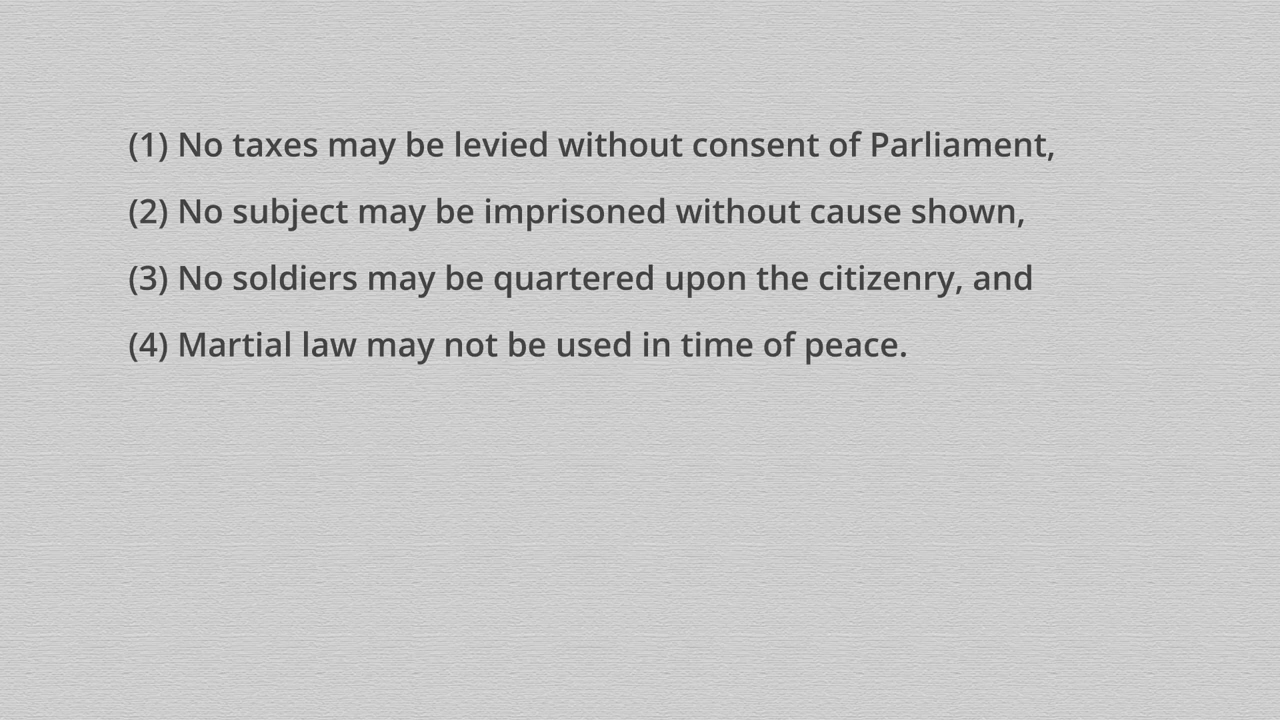 (1) No taxes may be levied without consent of Parliament,
(2) No subject may be imprisoned without cause shown,
(3) No soldiers may be quartered upon the citizenry, and
(4) Martial law may not be used in time of peace.